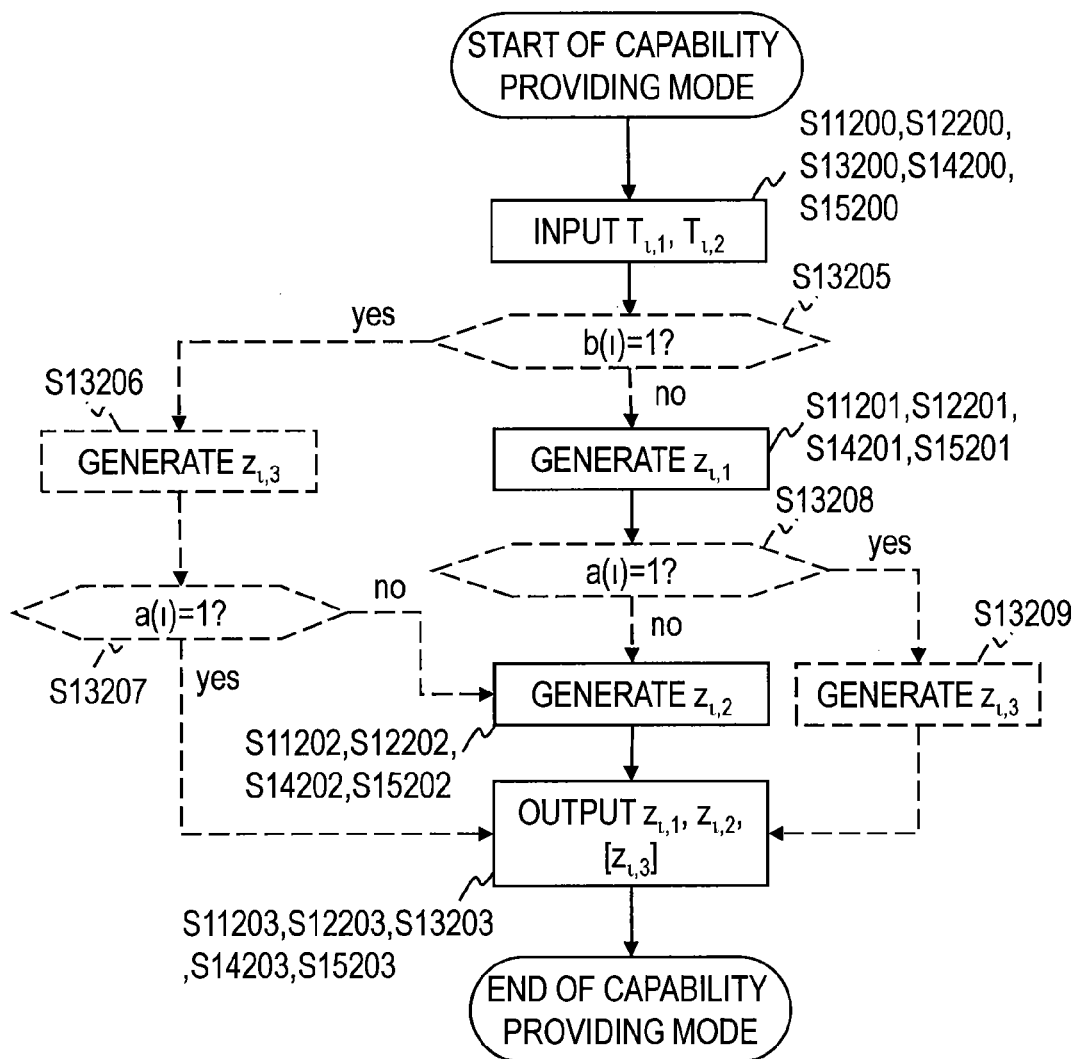 START OF CAPABILITY
PROVIDING MODE
S11200,S12200,
S13200,S14200,
S15200
INPUT Tι,1, Tι,2
S13205
yes
b(ι)=1?
no
S13206
GENERATE zι,3
S11201,S12201,
S14201,S15201
GENERATE zι,1
S13208
yes
a(ι)=1?
no
a(ι)=1?
no
S13207
yes
S13209
GENERATE zι,2
GENERATE zι,3
S11202,S12202,
S14202,S15202
OUTPUT zι,1, zι,2,
[zι,3]
S11203,S12203,S13203
,S14203,S15203
END OF CAPABILITY
PROVIDING MODE